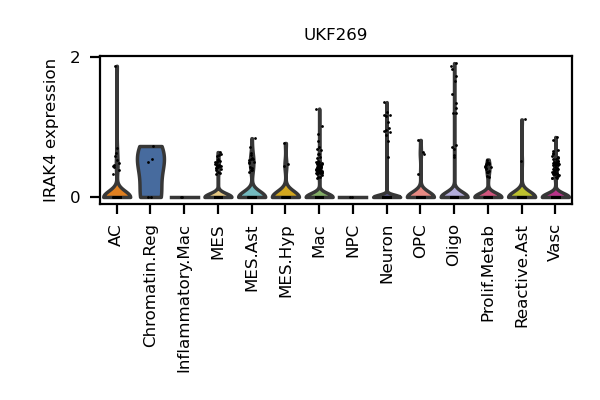 UKF269
IRAK4 expression
2
0
AC
Chromatin.Reg
Inflammatory.Mac
MES
MES.Ast
MES.Hyp
Mac
NPC
Neuron
OPC
Oligo
Prolif.Metab
Reactive.Ast
Vasc